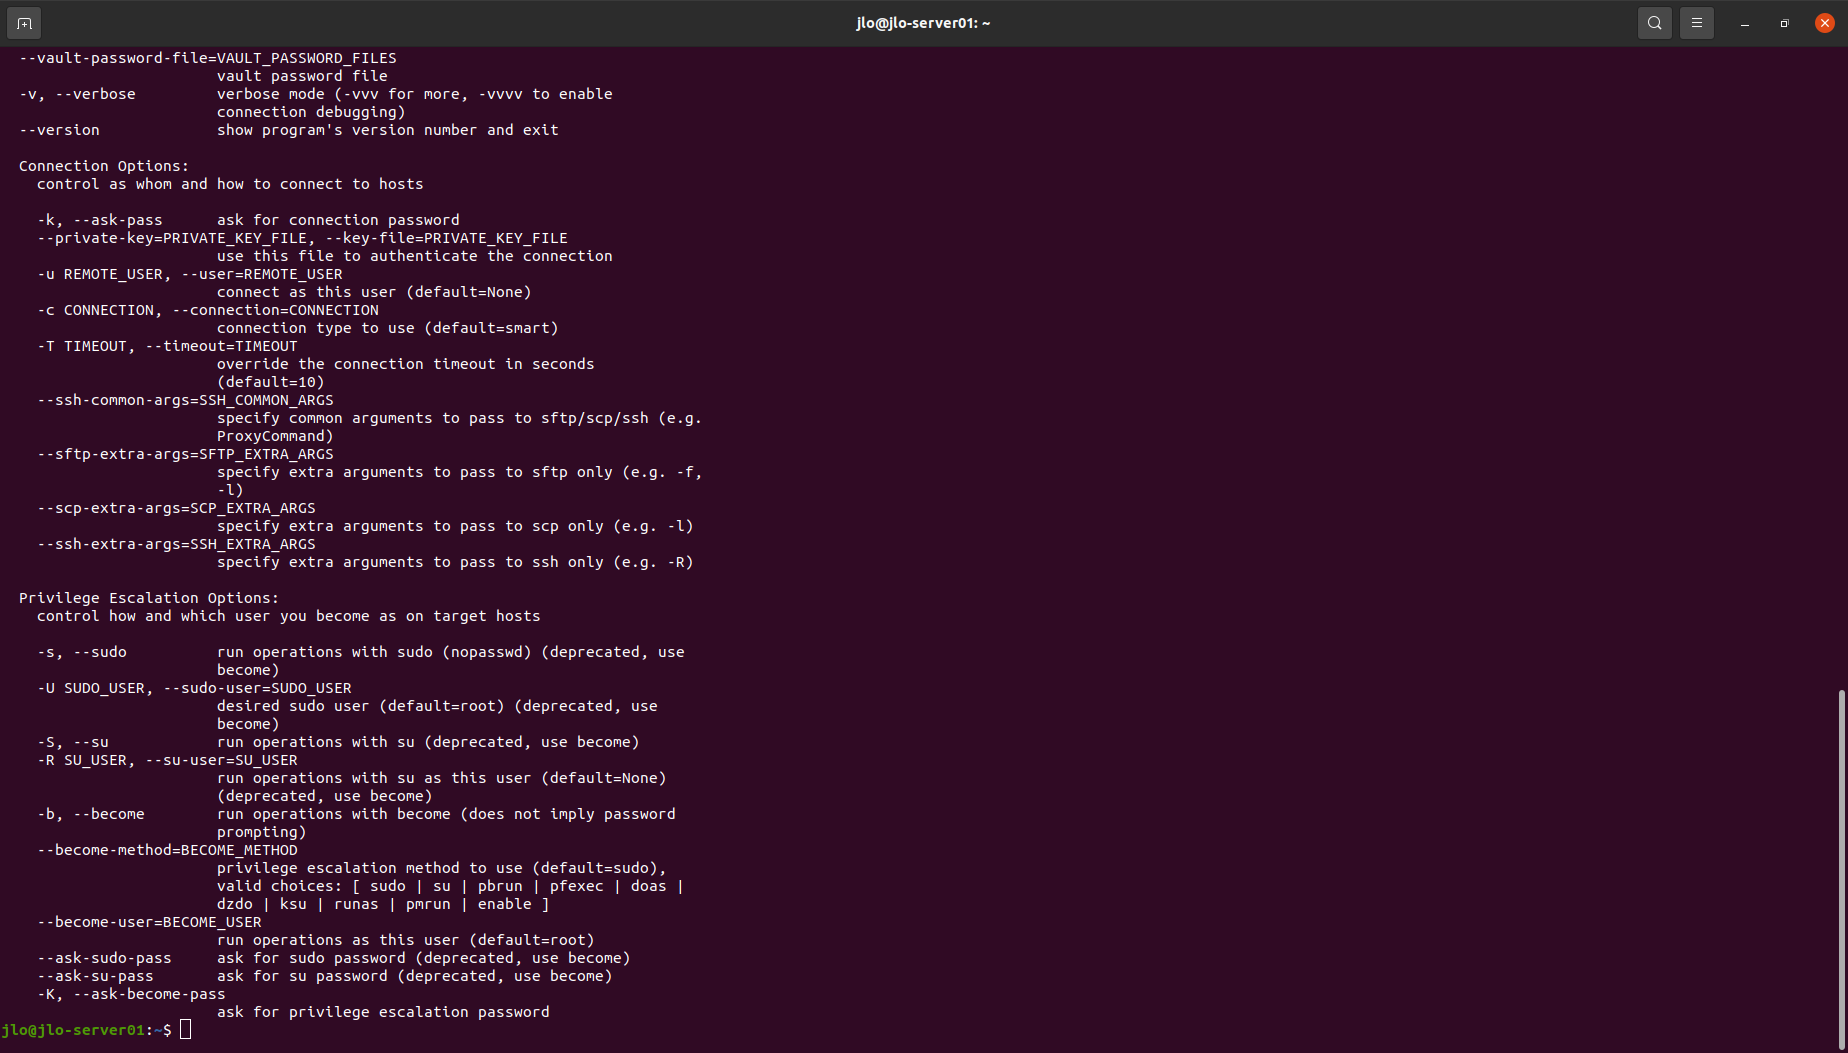 jlo@jlo-server01: ~
--vault-password-file=VAULT_PASSWORD_FILES
vault password file
-v, --verbose verbose mode (-vvv for more, -vvvv to enable
connection debugging)
--version show program's version number and exit
Connection Options:
control as whom and how to connect to hosts
-k, --ask-pass ask for connection password
--private-key=PRIVATE_KEY_FILE, --key-file=PRIVATE_KEY_FILE
use this file to authenticate the connection
-u REMOTE_USER, --user=REMOTE_USER
connect as this user (default=None)
-c CONNECTION, --connection=CONNECTION
connection type to use (default=smart)
-T TIMEOUT, --timeout=TIMEOUT
override the connection timeout in seconds
(default=10)
--ssh-common-args=SSH_COMMON_ARGS
specify common arguments to pass to sftp/scp/ssh (e.g.
ProxyCommand)
--sftp-extra-args=SFTP_EXTRA_ARGS
specify extra arguments to pass to sftp only (e.g. -f,
-l)
--scp-extra-args=SCP_EXTRA_ARGS
specify extra arguments to pass to scp only (e.g. -l)
--ssh-extra-args=SSH_EXTRA_ARGS
specify extra arguments to pass to ssh only (e.g. -R)
Privilege Escalation Options:
control how and which user you become as on target hosts
-s, --sudo run operations with sudo (nopasswd) (deprecated, use
become)
-U SUDO_USER, --sudo-user=SUDO_USER
desired sudo user (default=root) (deprecated, use
become)
-S, --su run operations with su (deprecated, use become)
-R SU_USER, --su-user=SU_USER
run operations with su as this user (default=None)
(deprecated, use become)
-b, --become run operations with become (does not imply password
prompting)
--become-method=BECOME_METHOD
privilege escalation method to use (default=sudo),
valid choices: [ sudo | su | pbrun | pfexec | doas |
dzdo | ksu | runas | pmrun | enable ]
--become-user=BECOME_USER
run operations as this user (default=root)
--ask-sudo-pass ask for sudo password (deprecated, use become)
--ask-su-pass ask for su password (deprecated, use become)
-K, --ask-become-pass
ask for privilege escalation password
jlo@jlo-server01:~$